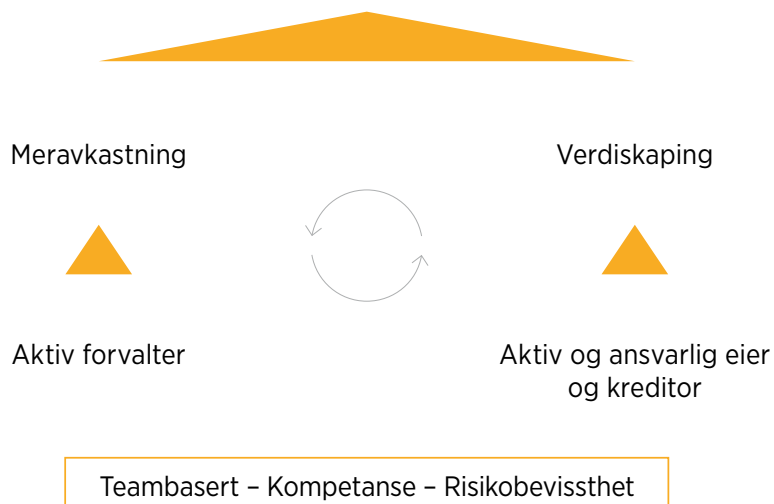 Meravkastning
Verdiskaping
Aktiv forvalter
Aktiv og ansvarlig eier
og kreditor
Teambasert – Kompetanse – Risikobevissthet